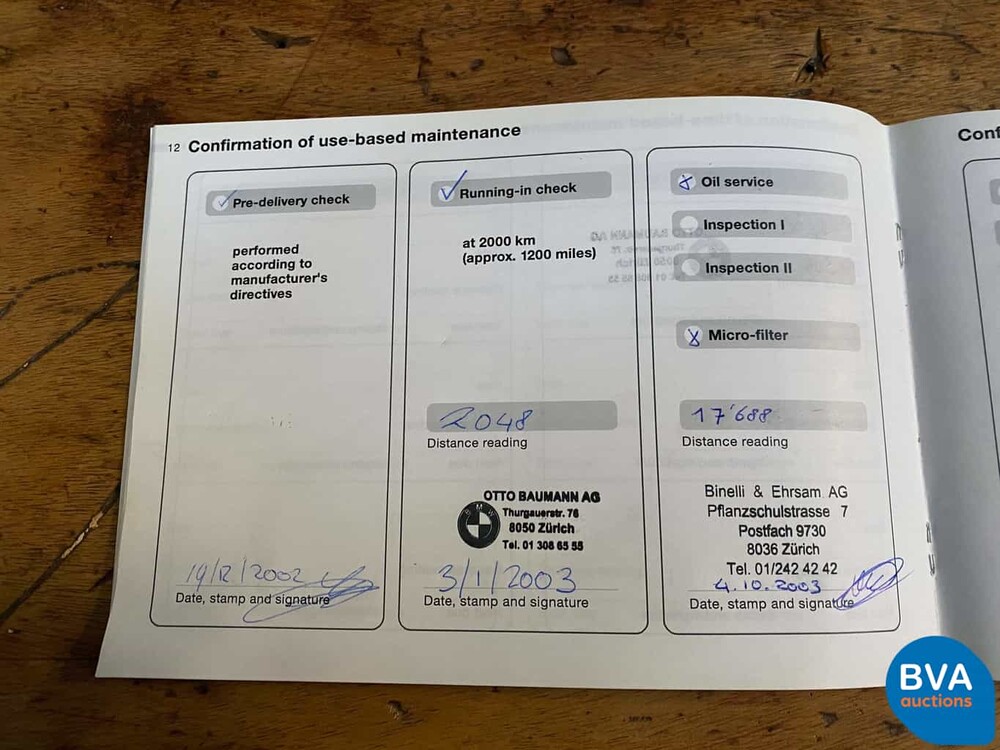 12 Confirmation of use-based maintenance
Pre-delivery check
performed
according to
manufacturer's
directives
19/12/2002
Date, stamp and signature
Running-in check
at 2000 km
(approx. 1200 miles)
2048
Distance reading
BMW
OTTO BAUMANN AG
Thurgauerstr. 76
8050 Zürich
Tel. 01 308 65 55
3/1/2003
Date, stamp and signature
Oil service
Inspection I
Inspection II
Micro-filter
17'688
Distance reading
Binelli & Ehrsam AG
Pflanzschulstrasse 7
Postfach 9730
8036 Zürich
Tel. 01/242 42 42
4.10.2003
Date, stamp and signature
Conf
BVA
auctions